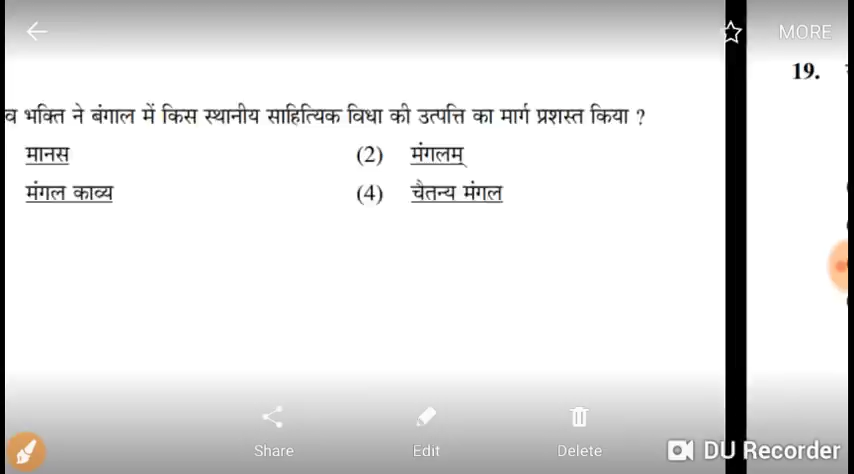 MORE
19.
भक्ति ने बंगाल में किस स्थानीय साहित्यिक विधा की उत्पत्ति का मार्ग प्रशस्त किया ?
मानस (2) मंगलम्
मंगल काव्य (4) चैतन्य मंगल
Share Edit Delete
DU Recorder